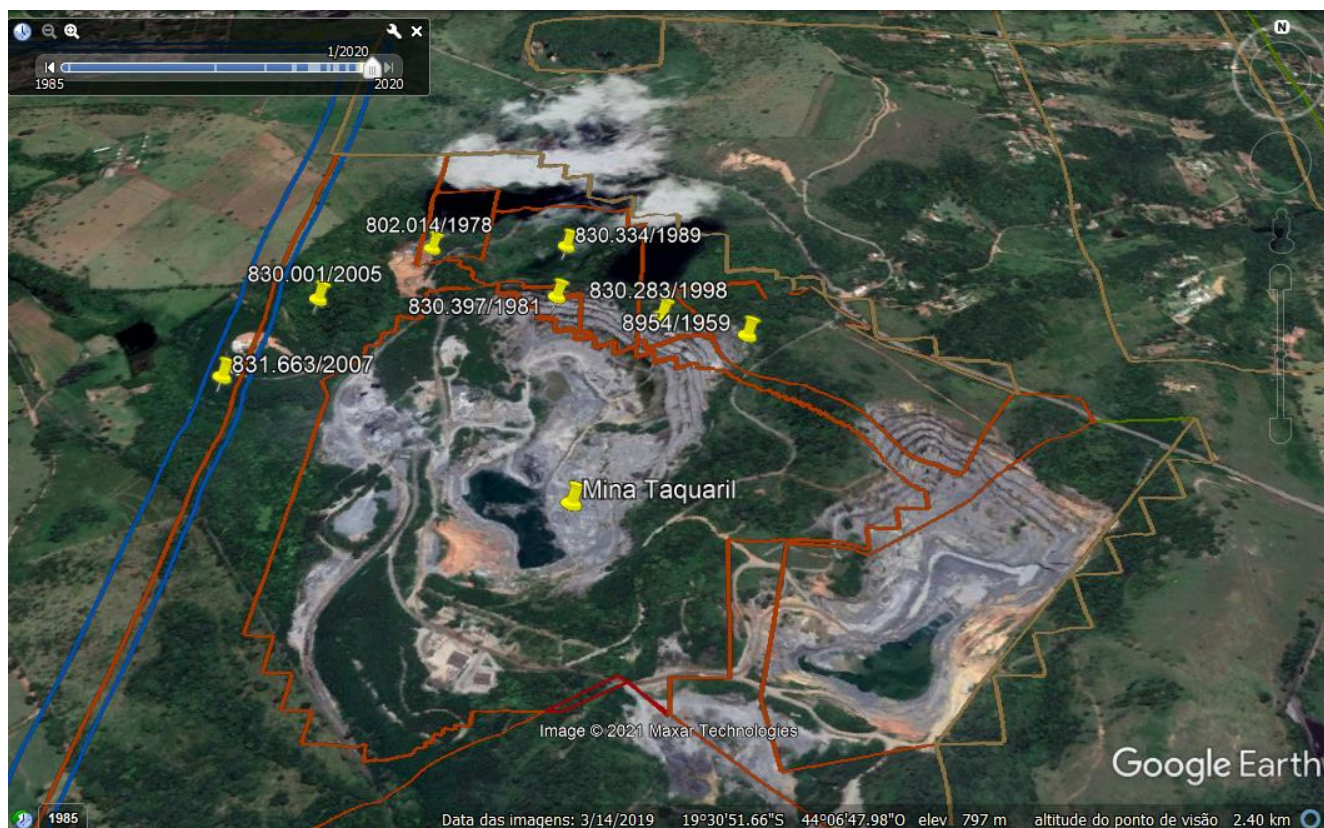 1/2020
1985
2020
N
802.014/1978
830.334/1989
830.001/2005
830.283/1998
830.397/1981
8954/1959
831.663/2007
Mina Taquaril
Image © 2021 Maxar Technologies
Google Earth
1985
Data das imagens: 3/14/2019 19°30'51.66"S 44°06'47.98"O elev 797 m altitude do ponto de visão 2.40 km